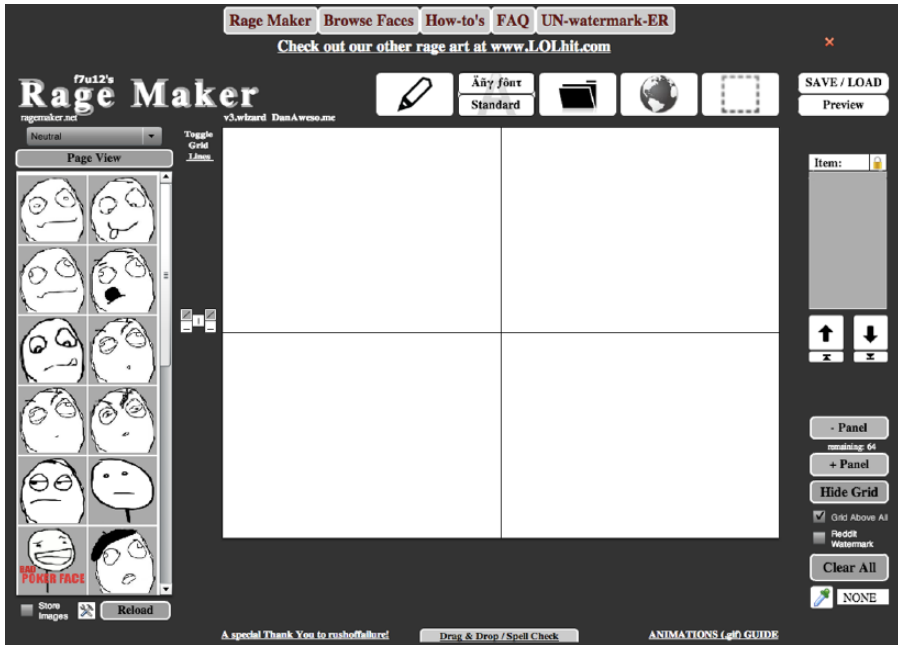 Rage Maker Browse Faces How-to's FAQ UN-watermark-ER
Check out our other rage art at www.LOLhit.com
f7u12's
Rage Maker
ragemaker.net
v3.wizard DanAweso.me
Äñy fônτ
Standard
SAVE / LOAD
Preview
Neutral
Page View
Toggle
Grid
Lines
Item:
BAD
POKER FACE
- Panel
remaining: 64
+ Panel
Hide Grid
Grid Above All
Reddit
Watermark
Clear All
NONE
Store
Images
Reload
A special Thank You to rushoffailure!
Drag & Drop / Spell Check
ANIMATIONS (.gif) GUIDE